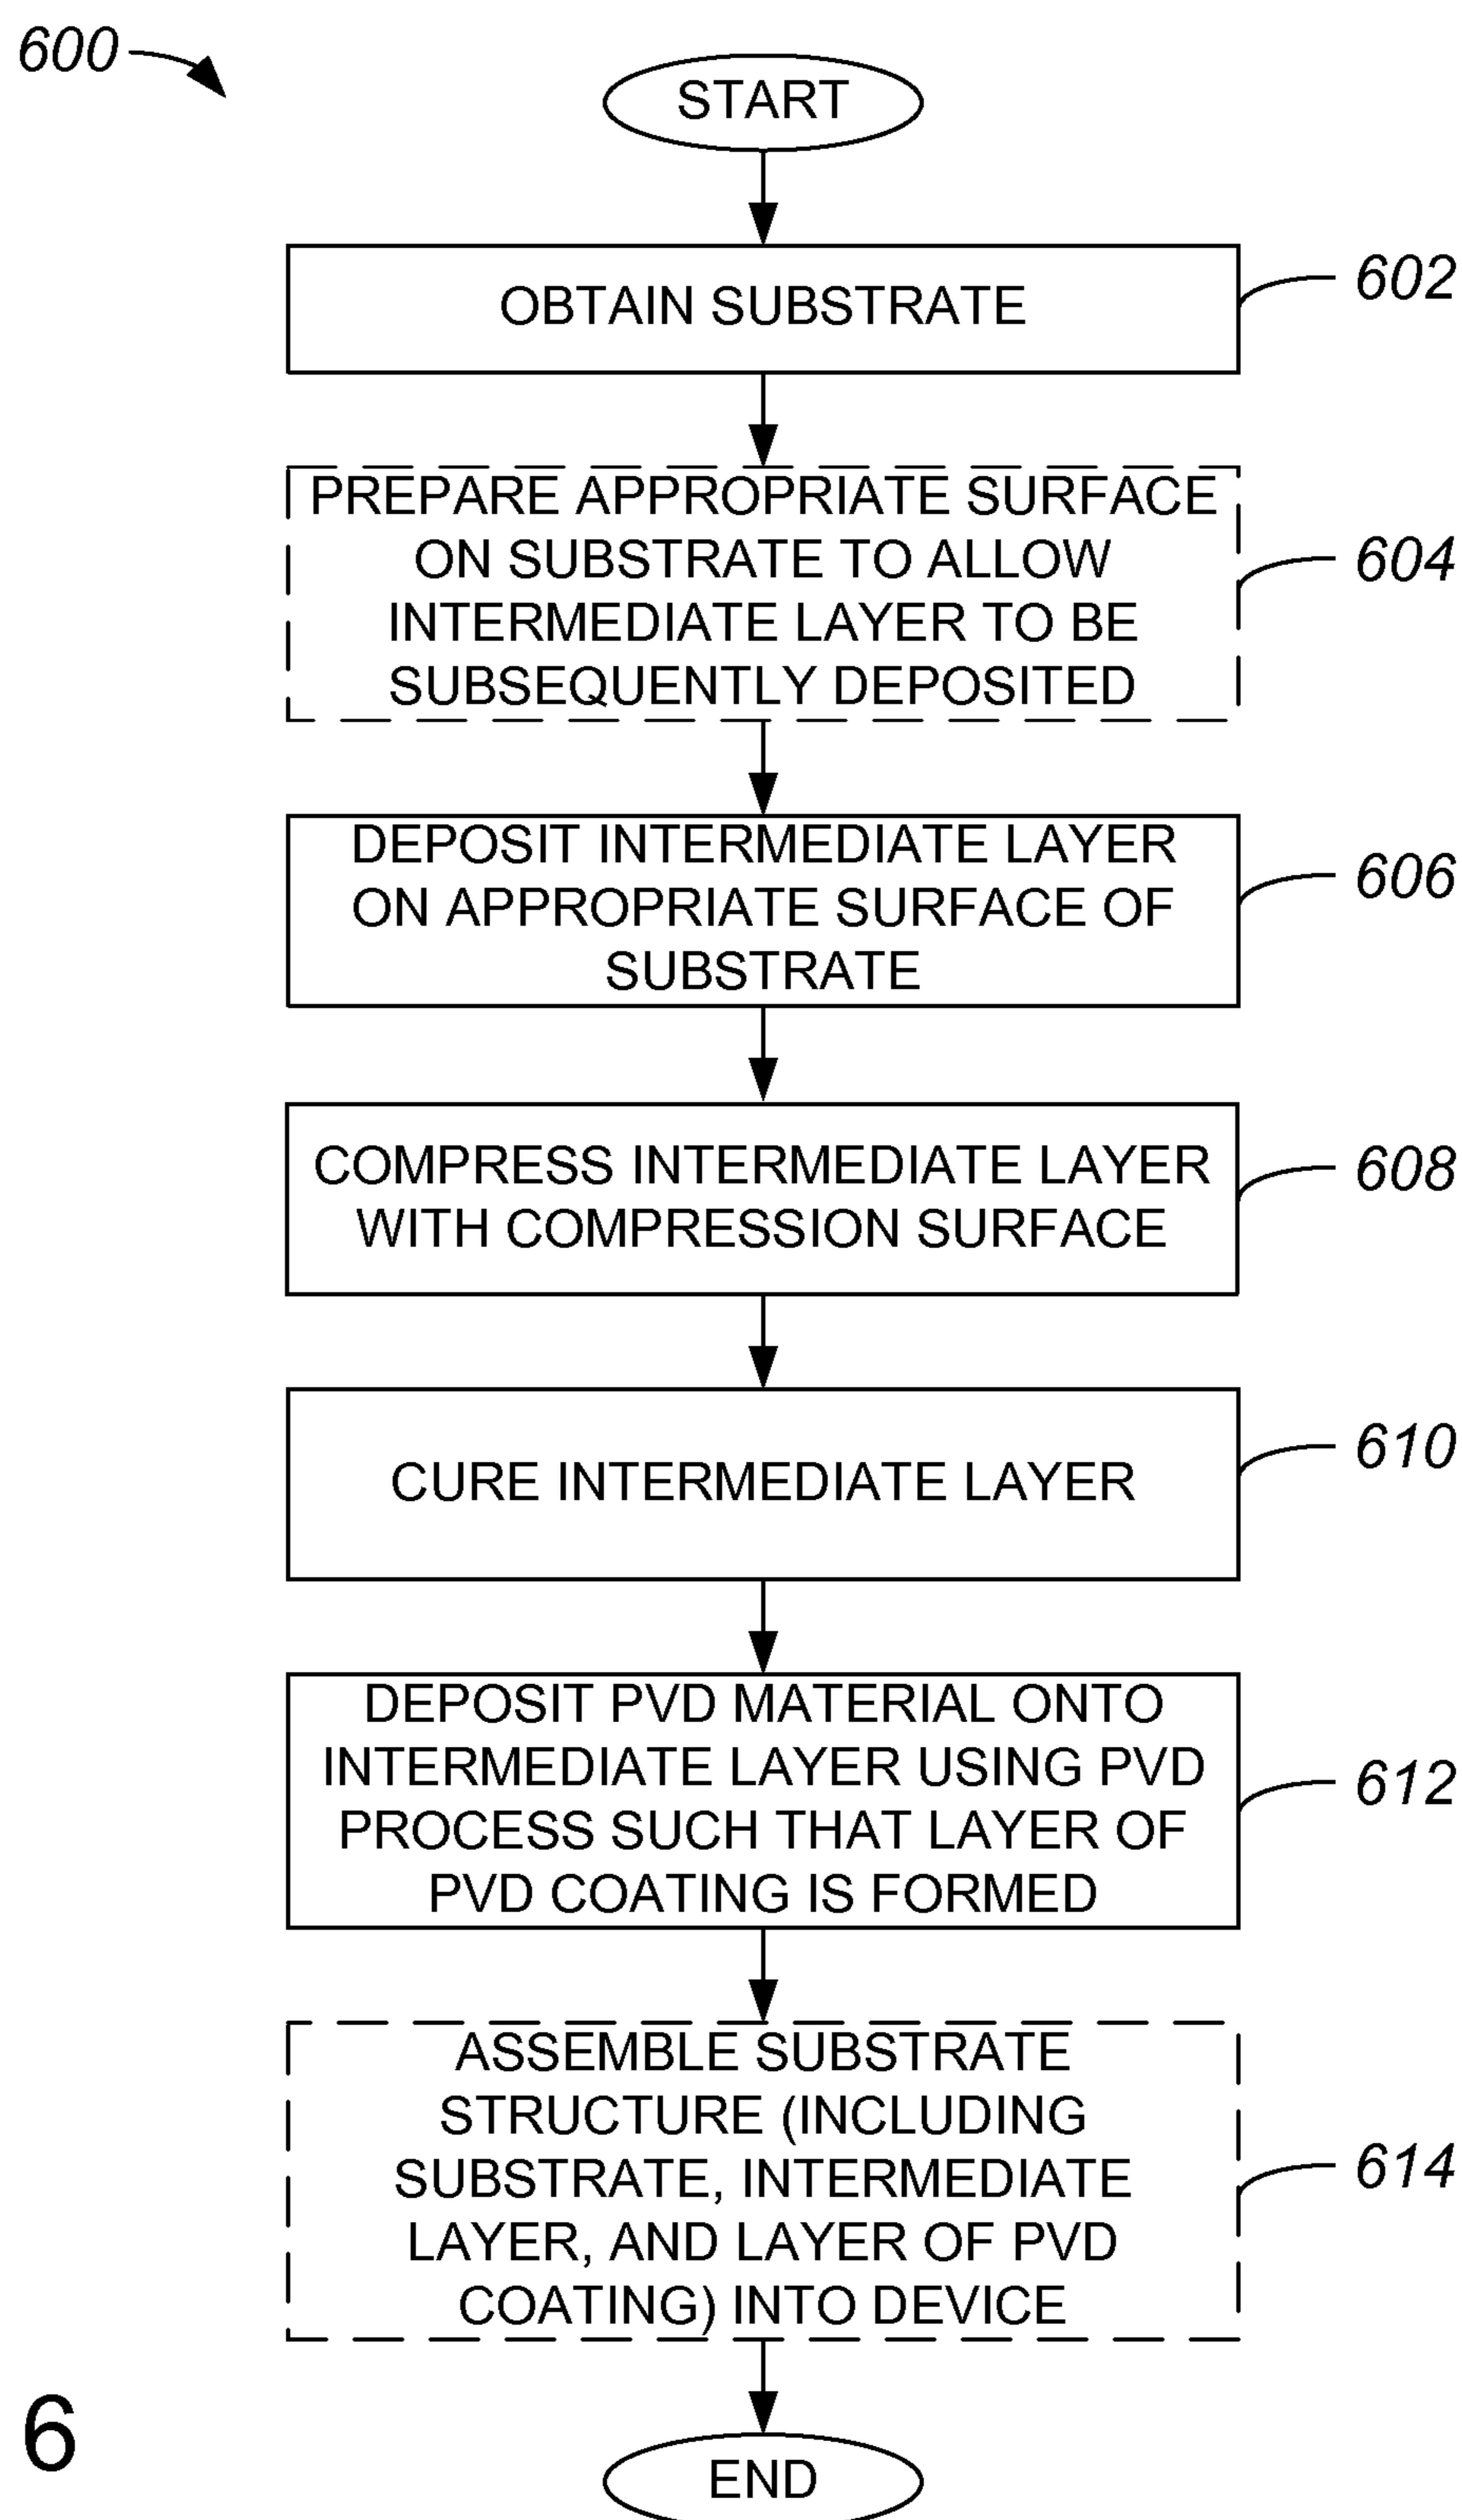 600
START
OBTAIN SUBSTRATE
602
PREPARE APPROPRIATE SURFACE
ON SUBSTRATE TO ALLOW
INTERMEDIATE LAYER TO BE
SUBSEQUENTLY DEPOSITED
604
DEPOSIT INTERMEDIATE LAYER
ON APPROPRIATE SURFACE OF
SUBSTRATE
606
COMPRESS INTERMEDIATE LAYER
WITH COMPRESSION SURFACE
608
CURE INTERMEDIATE LAYER
610
DEPOSIT PVD MATERIAL ONTO
INTERMEDIATE LAYER USING PVD
PROCESS SUCH THAT LAYER OF
PVD COATING IS FORMED
612
ASSEMBLE SUBSTRATE
STRUCTURE (INCLUDING
SUBSTRATE, INTERMEDIATE
LAYER, AND LAYER OF PVD
COATING) INTO DEVICE
614
6
END